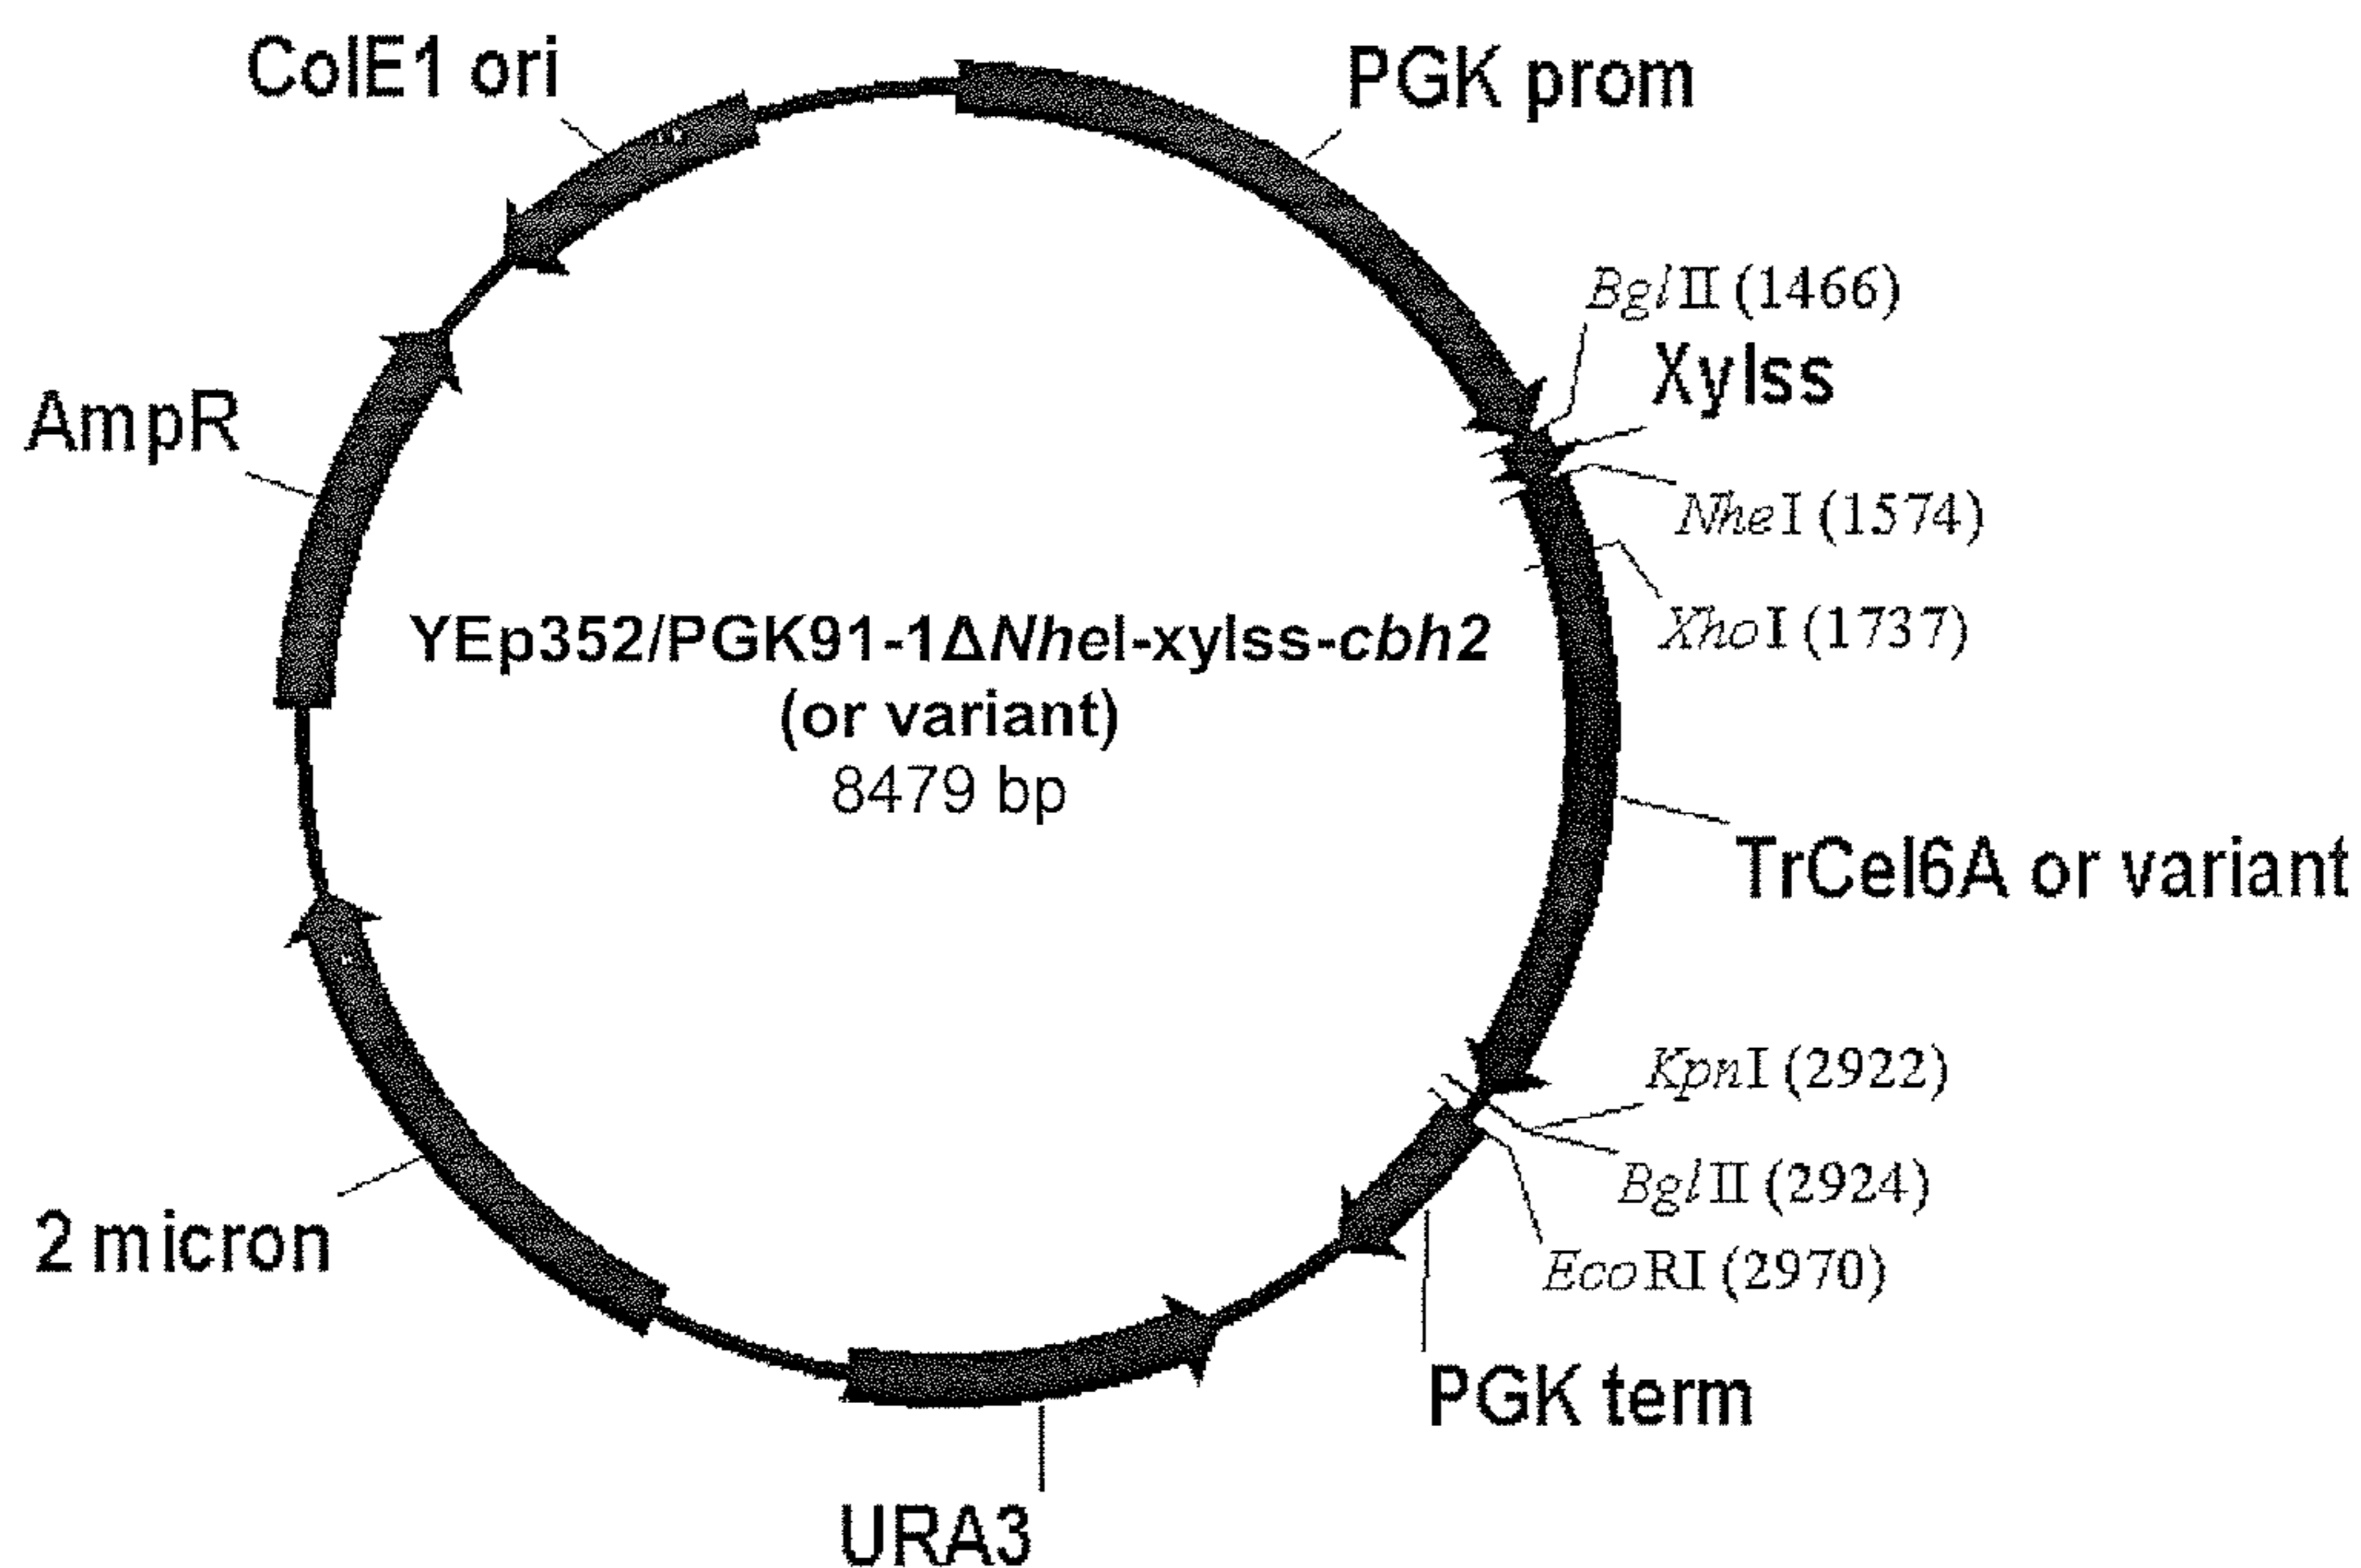 ColE1 ori
PGK prom
BglII (1466)
Xylss
AmpR
NheI (1574)
XhoI (1737)
YEp352/PGK91-1ΔNheI-xylss-cbh2
(or variant)
8479 bp
TrCel6A or variant
KpnI (2922)
BglII (2924)
2 micron
EcoRI (2970)
PGK term
URA3